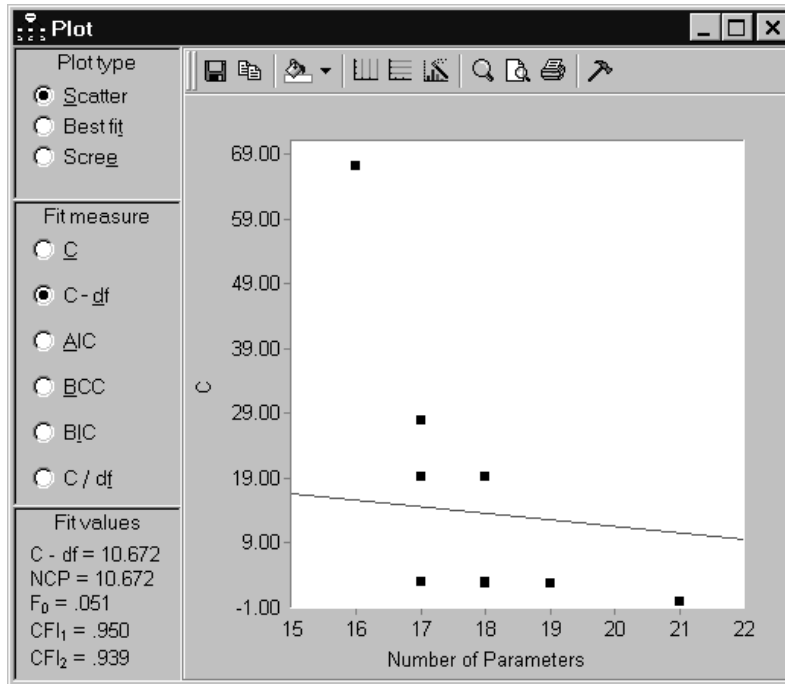 Plot
Plot type
Scatter
Best fit
Scree
Fit measure
C
C - df
AIC
BCC
BIC
C / df
Fit values
C - df = 10.672
NCP = 10.672
F₀ = .051
CFI₁ = .950
CFI₂ = .939
69.00
59.00
49.00
39.00
29.00
19.00
9.00
-1.00
C
15 16 17 18 19 20 21 22
Number of Parameters